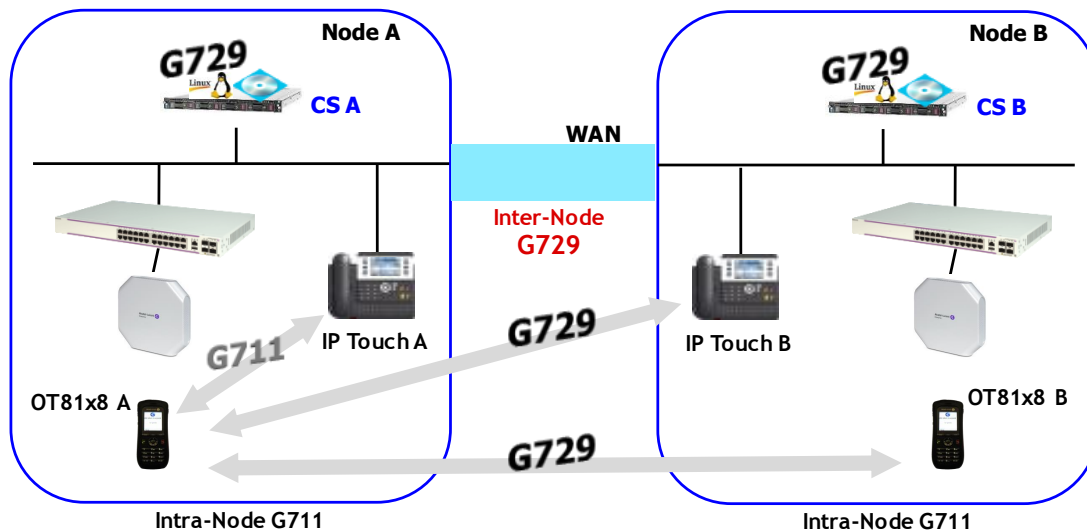 Node A
G729
Linux
CS A
Node B
G729
Linux
CS B
WAN
Inter-Node
G729
IP Touch A
IP Touch B
G711
G729
OT81x8 A
OT81x8 B
G729
Intra-Node G711
Intra-Node G711